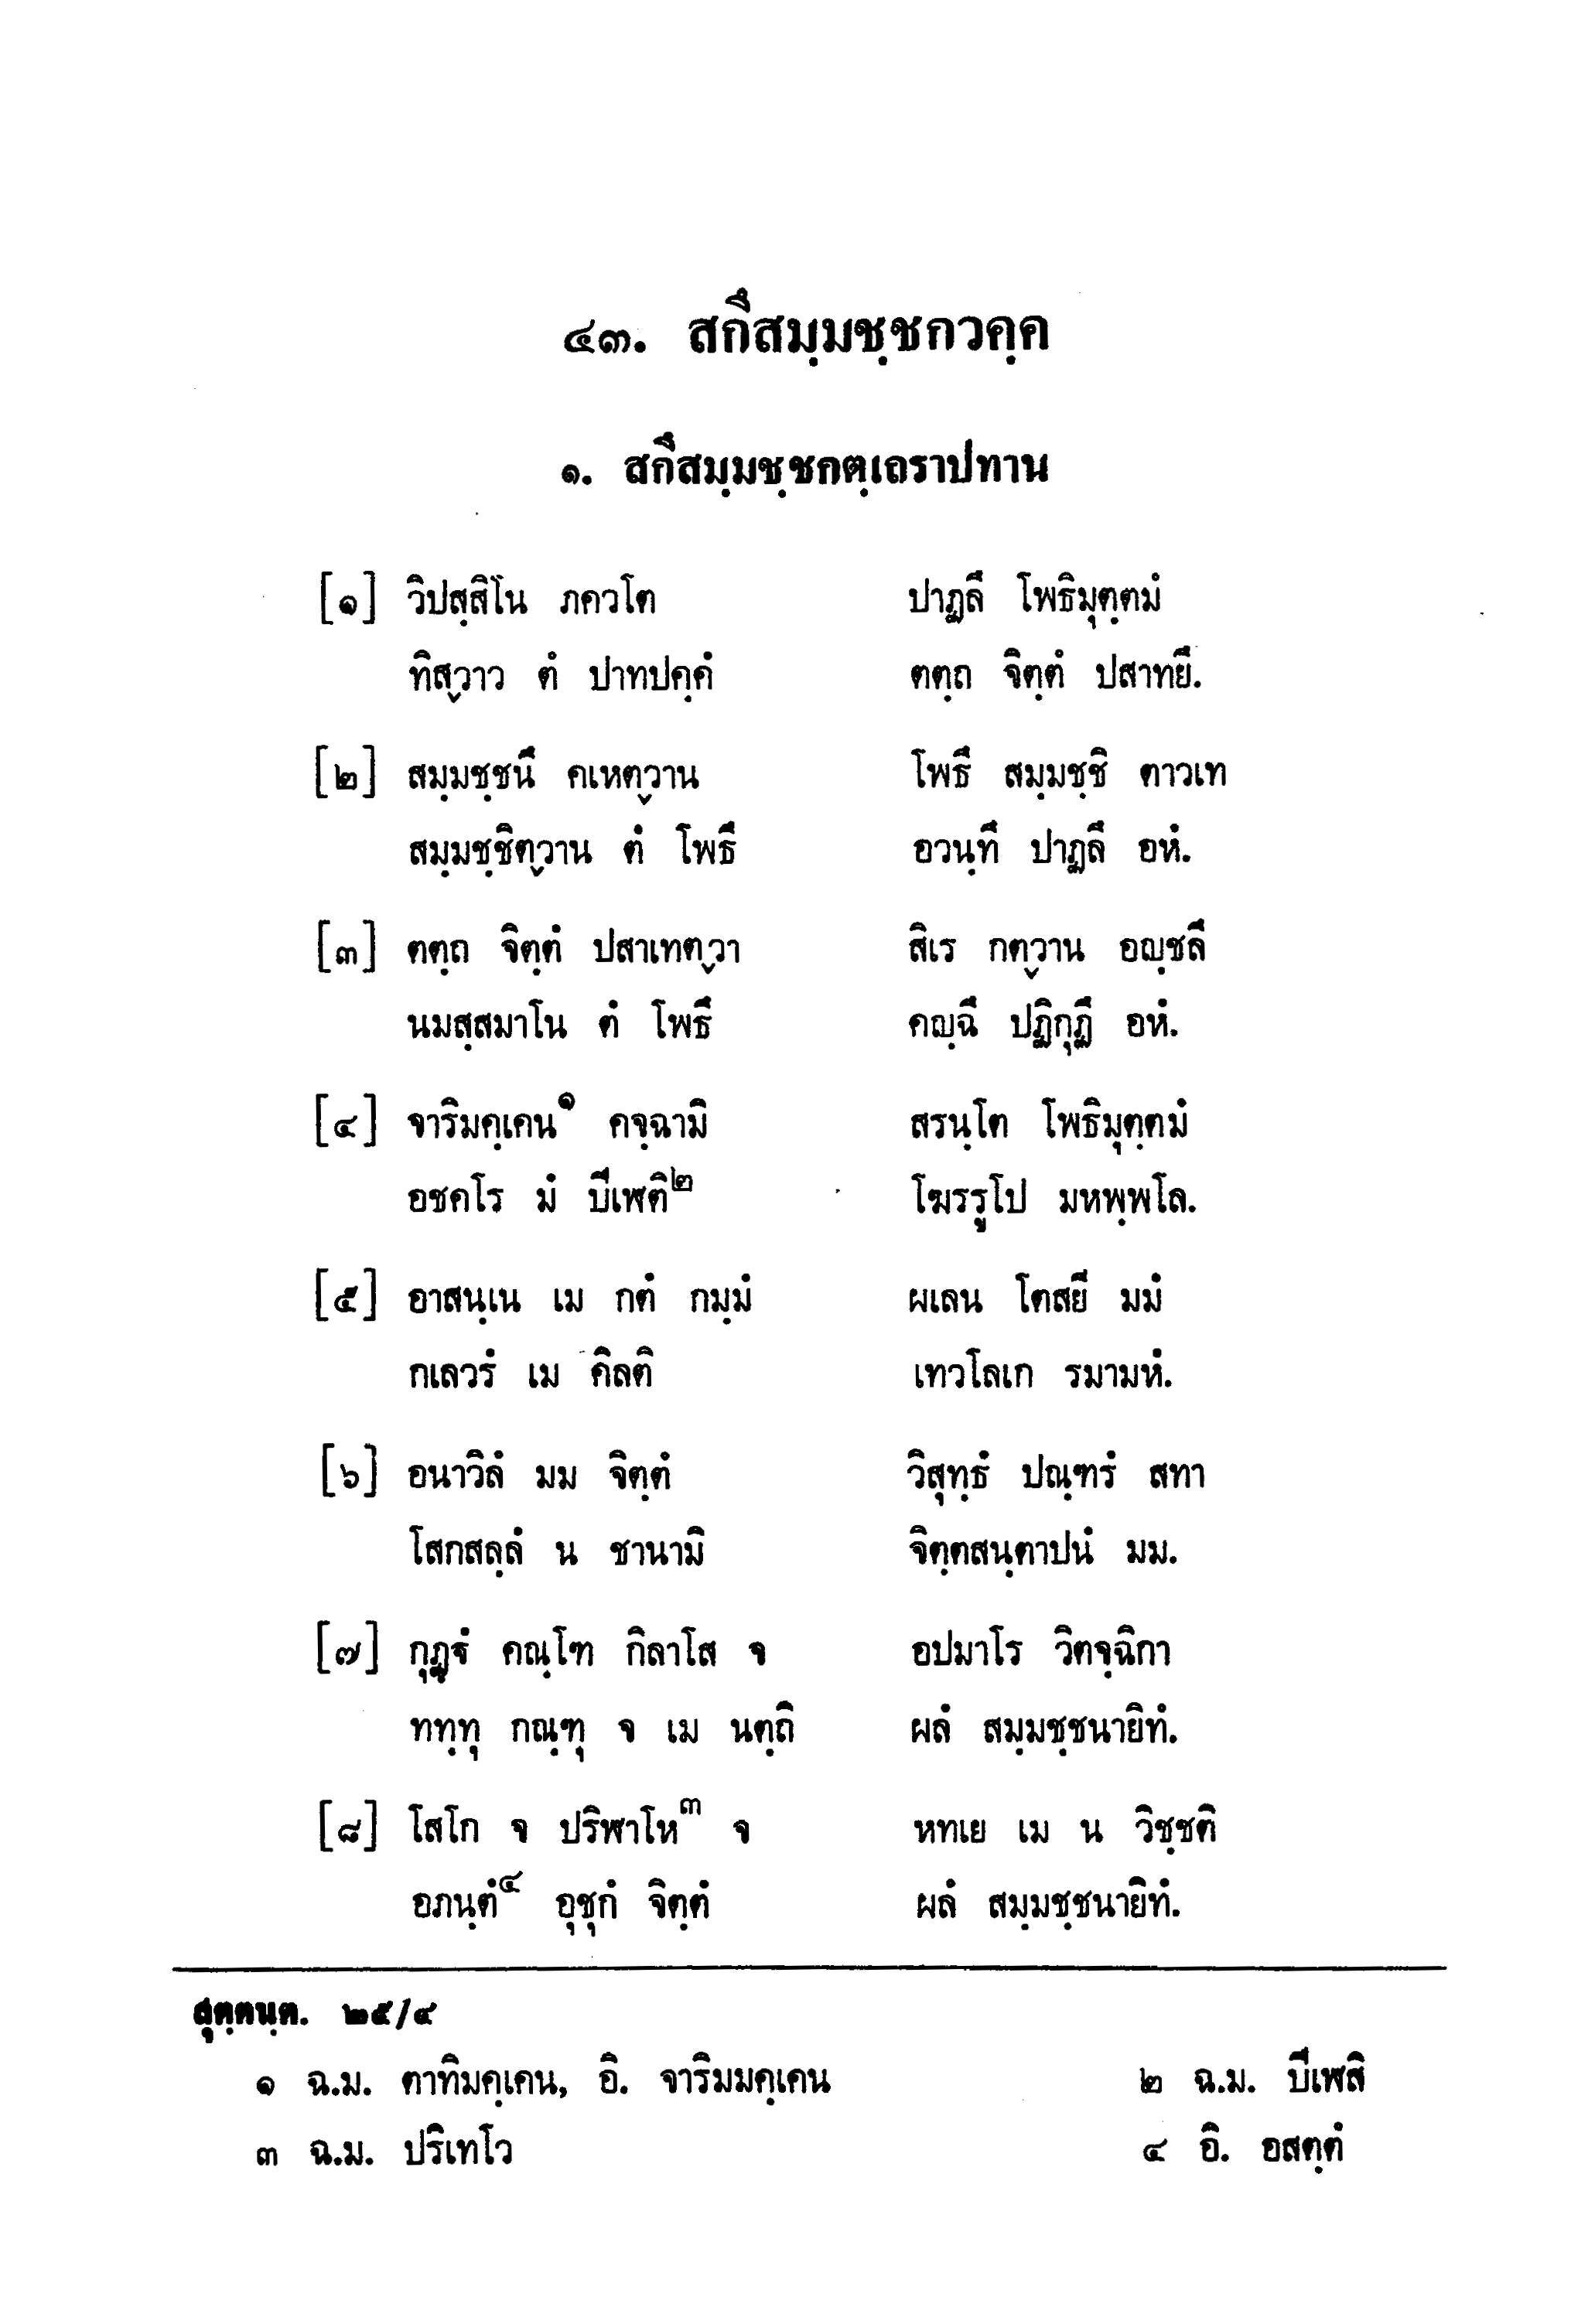 ๔๓. สกึสมฺมชฺชกวคฺค
๑. สกึสมฺมชฺชกตฺเถราปทาน
[๑] วิปสฺสิโน ภควโต ปาฏลึ โพธิมุตฺตมํ
ทิสฺวาว ตํ ปาทปคฺคํ ตตฺถ จิตฺตํ ปสาทยึ.
[๒] สมฺมชฺชนึ คเหตฺวาน โพธึ สมฺมชฺชิ ตาวเท
สมฺมชฺชิตฺวาน ตํ โพธึ อวนฺทึ ปาฏลึ อหํ.
[๓] ตตฺถ จิตฺตํ ปสาเทตฺวา สิเร กตฺวาน อญฺชลึ
นมสฺสมาโน ตํ โพธึ คญฺฉึ ปฏิกุฏึ อหํ.
[๔] จาริมคฺเคน๑ คจฺฉามิ สรนฺโต โพธิมุตฺตมํ
อชคโร มํ ปีเฬติ๒ โฆรรูโป มหพฺพโล.
[๕] อาสนฺเน เม กตํ กมฺมํ ผเลน โตสยี มมํ
กเลวรํ เม คิลติ เทวโลเก รมามหํ.
[๖] อนาวิลํ มม จิตฺตํ วิสุทฺธํ ปณฺฑรํ สทา
โสกสลฺลํ น ชานามิ จิตฺตสนฺตาปนํ มม.
[๗] กุฏฺฐํ คณฺโฑ กิลาโส จ อปมาโร วิตจฺฉิกา
ททฺทุ กณฺฑุ จ เม นตฺถิ ผลํ สมฺมชฺชนายิทํ.
[๘] โสโก จ ปริฬาโห๓ จ หทเย เม น วิชฺชติ
อภนฺตํ๔ อุชุกํ จิตฺตํ ผลํ สมฺมชฺชนายิทํ.
สุตฺตนฺต. ๒๕/๔
๑ ฉ.ม. ตาทิมคฺเคน, อิ. จาริมมคฺเคน ๒ ฉ.ม. ปีเฬสิ
๓ ฉ.ม. ปริเทโว ๔ อิ. อสตฺตํ